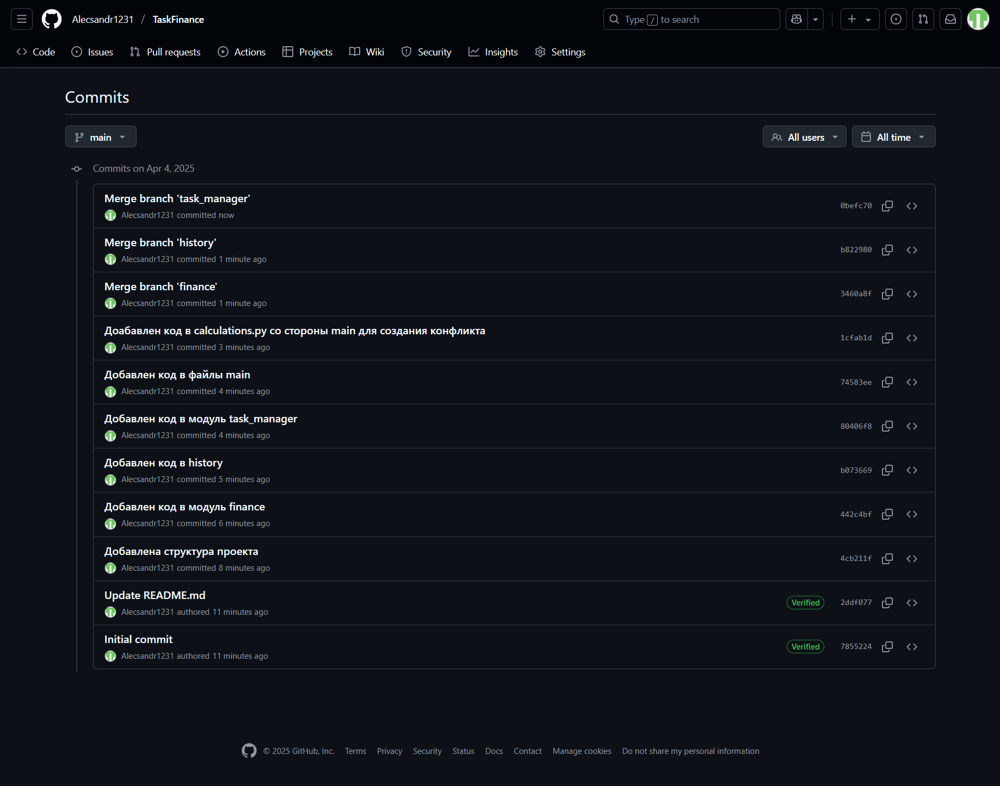 Alecsandr1231 / TaskFinance
Type / to search
Code Issues Pull requests Actions Projects Wiki Security Insights Settings
Commits
main
All users All time
Commits on Apr 4, 2025
Merge branch 'task_manager'
Alecsandr1231 committed now
0befc70
Merge branch 'history'
Alecsandr1231 committed 1 minute ago
b822980
Merge branch 'finance'
Alecsandr1231 committed 1 minute ago
3460a8f
Доабавлен код в calculations.py со стороны main для создания конфликта
Alecsandr1231 committed 3 minutes ago
1cfab1d
Добавлен код в файлы main
Alecsandr1231 committed 4 minutes ago
74583ee
Добавлен код в модуль task_manager
Alecsandr1231 committed 4 minutes ago
80406f8
Добавлен код в history
Alecsandr1231 committed 5 minutes ago
b073669
Добавлен код в модуль finance
Alecsandr1231 committed 6 minutes ago
442c4bf
Добавлена структура проекта
Alecsandr1231 committed 8 minutes ago
4cb211f
Update README.md
Alecsandr1231 authored 11 minutes ago
Verified 2ddf077
Initial commit
Alecsandr1231 authored 11 minutes ago
Verified 7855224
© 2025 GitHub, Inc. Terms Privacy Security Status Docs Contact Manage cookies Do not share my personal information